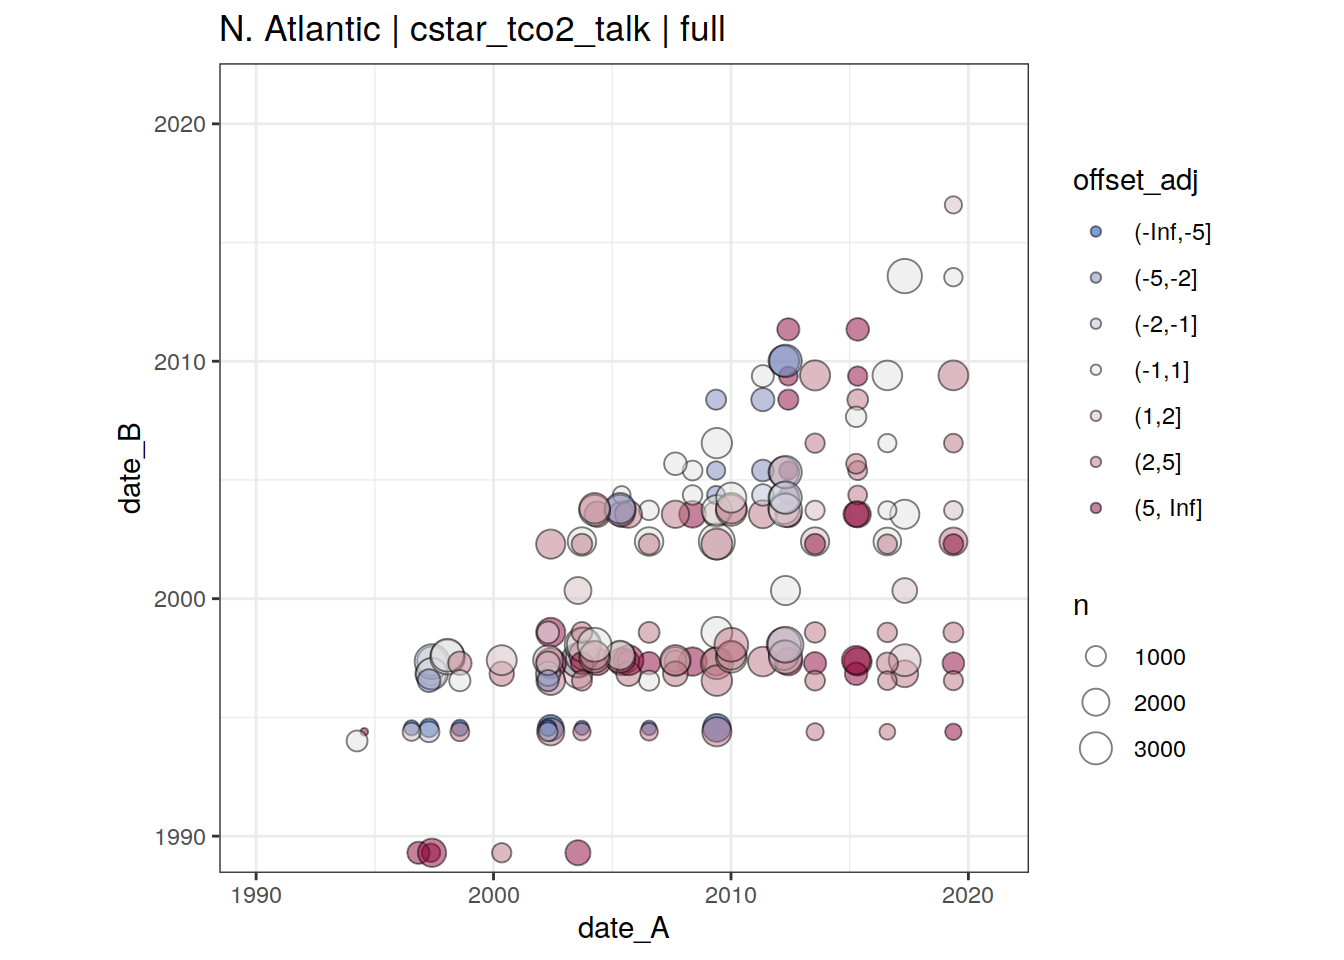 N. Atlantic | cstar_tco2_talk | full
2020
2010
2000
1990
date_B
1990
2000
2010
2020
date_A
offset_adj
(-Inf,-5]
(-5,-2]
(-2,-1]
(-1,1]
(1,2]
(2,5]
(5, Inf]
n
1000
2000
3000